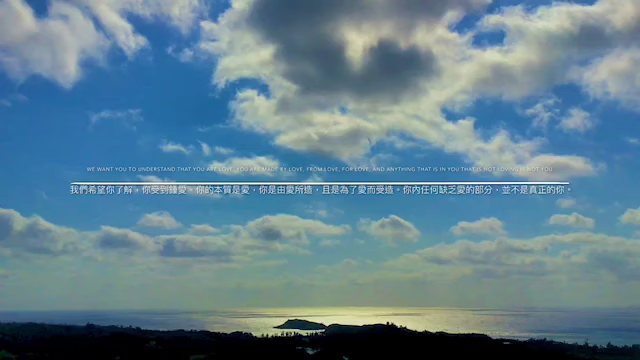 WE WANT YOU TO UNDERSTAND THAT YOU ARE LOVE, YOU ARE MADE BY LOVE, FROM LOVE, FOR LOVE, AND ANYTHING THAT IS IN YOU THAT IS NOT LOVING IS NOT YOU
我們希望你了解，你受到鍾愛。你的本質是愛，你是由愛所造，且是為了愛而受造。你內任何缺乏愛的部分，並不是真正的你。